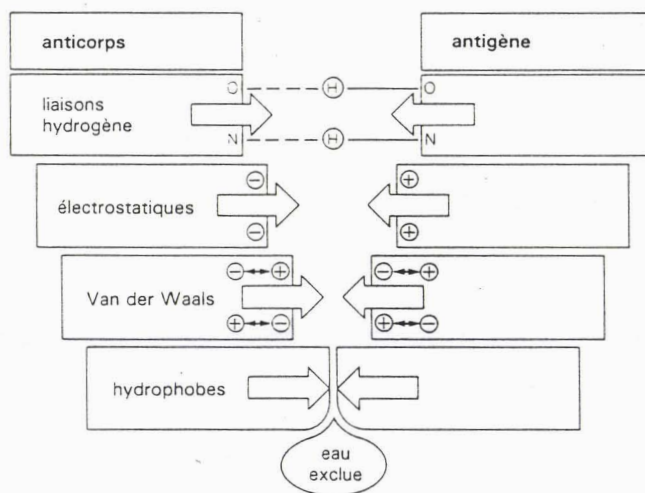 anticorps antigène
O H O
liaisons
hydrogène
N H N
électrostatiques
− +
− +
Van der Waals
− + − +
+ − + −
hydrophobes
eau
exclue